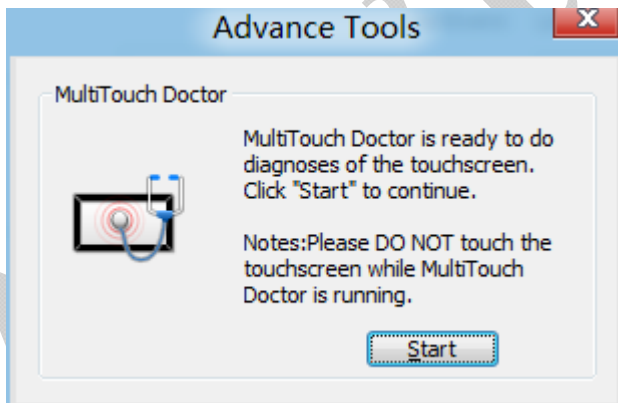 Advance Tools
X
MultiTouch Doctor
MultiTouch Doctor is ready to do
diagnoses of the touchscreen.
Click "Start" to continue.
Notes:Please DO NOT touch the
touchscreen while MultiTouch
Doctor is running.
Start